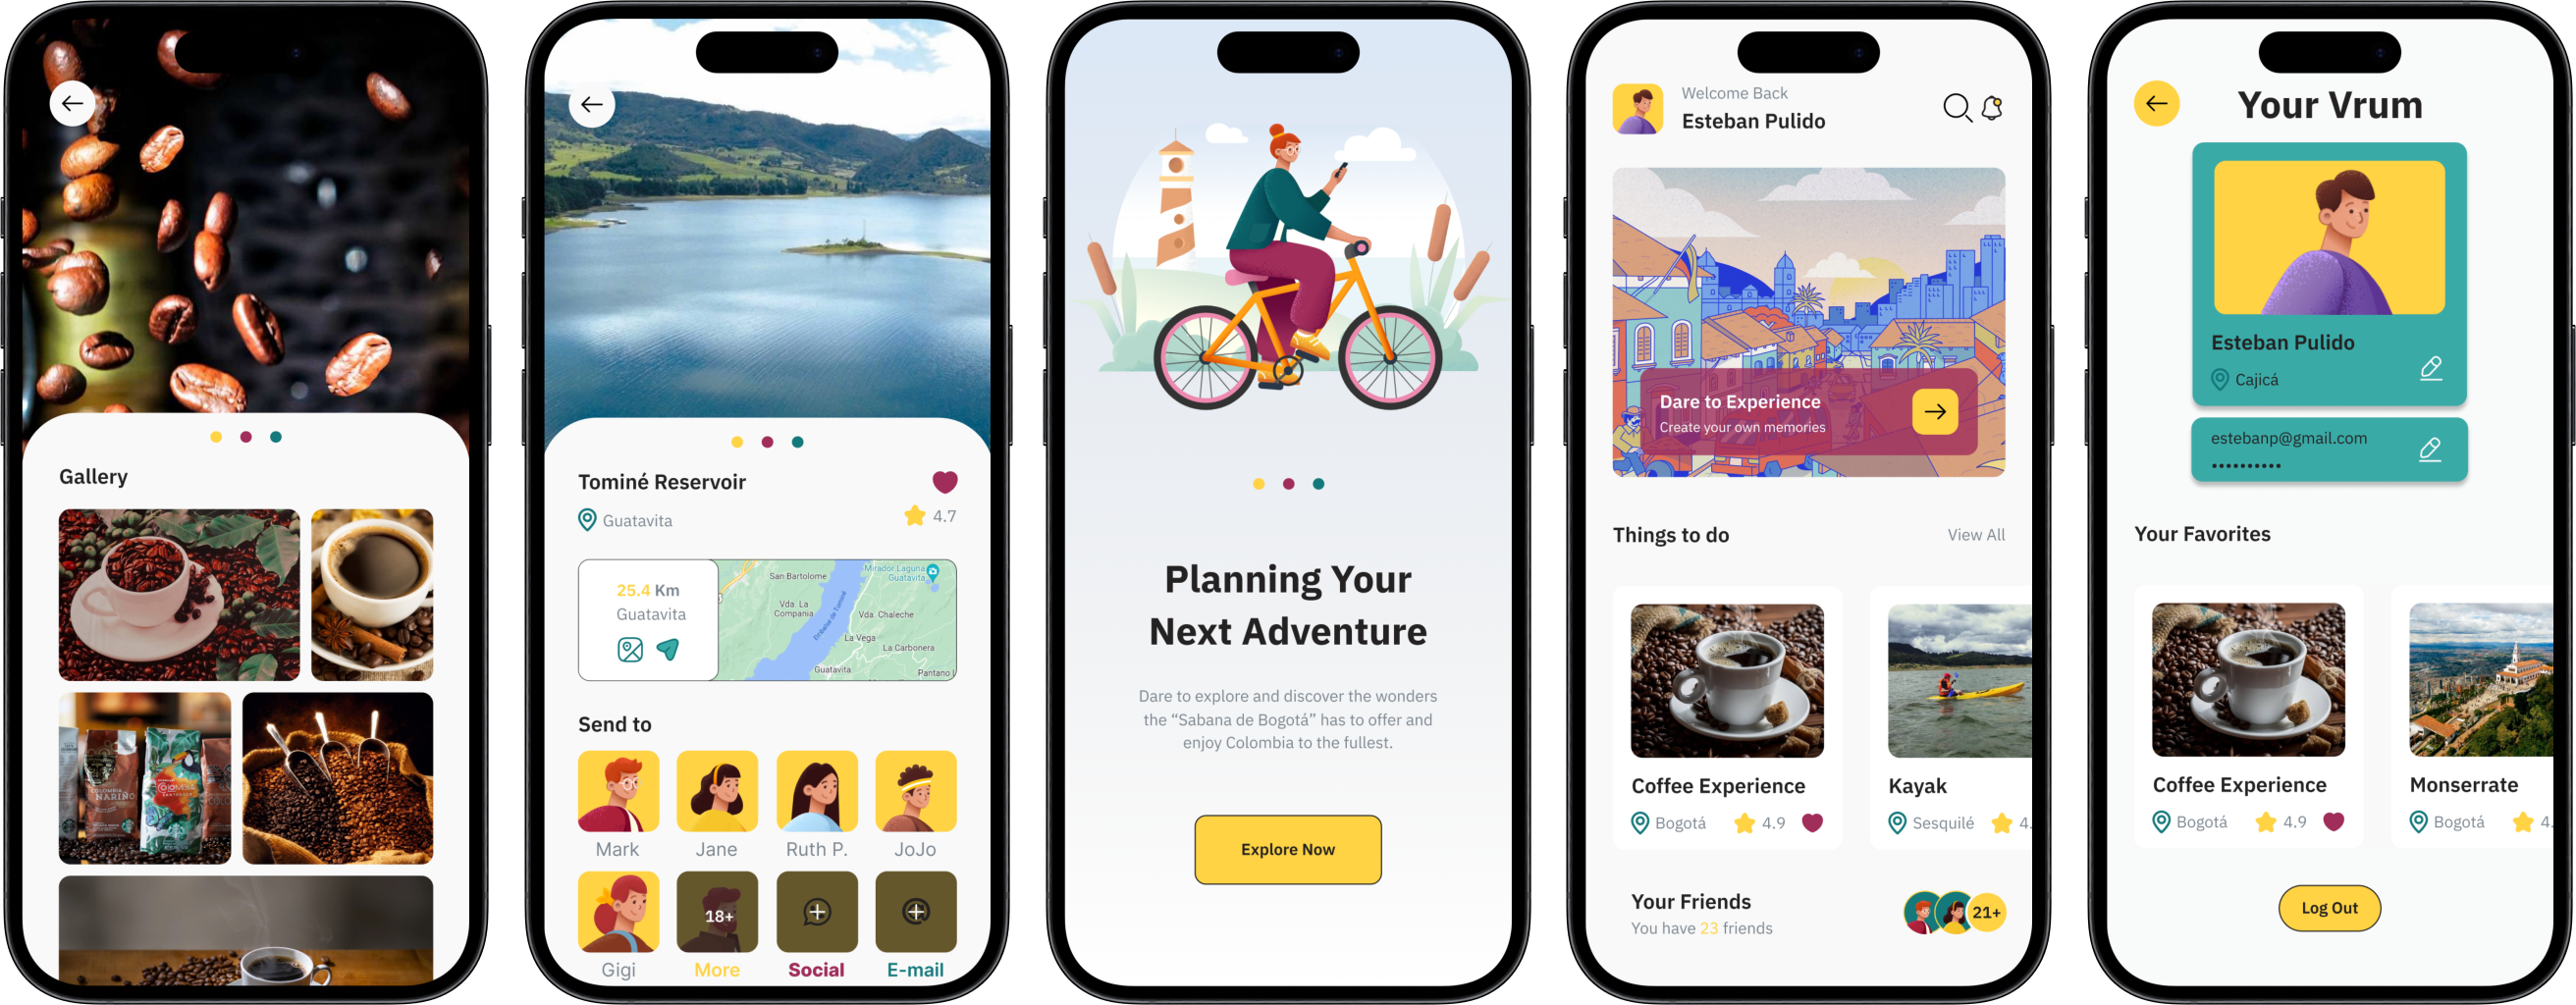 Gallery
COLOMBIA
NARIÑO
Tominé Reservoir
Guatavita
4.7
25.4 Km
Guatavita
San Bartolome
Mirador Laguna
Guatavita
Vda. La
Compania
Vda. Chaleche
Embalse de Tominé
La Vega
La Carbonera
Guatavita
Pantano
Send to
Mark
Jane
Ruth P.
JoJo
18+
Gigi
More
Social
E-mail
Planning Your
Next Adventure
Dare to explore and discover the wonders
the “Sabana de Bogotá” has to offer and
enjoy Colombia to the fullest.
Explore Now
Welcome Back
Esteban Pulido
Dare to Experience
Create your own memories
Things to do
View All
Coffee Experience
Bogotá
4.9
Kayak
Sesquilé
4.
Your Friends
You have 23 friends
21+
Your Vrum
Esteban Pulido
Cajicá
estebanp@gmail.com
••••••••••
Your Favorites
Coffee Experience
Bogotá
4.9
Monserrate
Bogotá
4.
Log Out